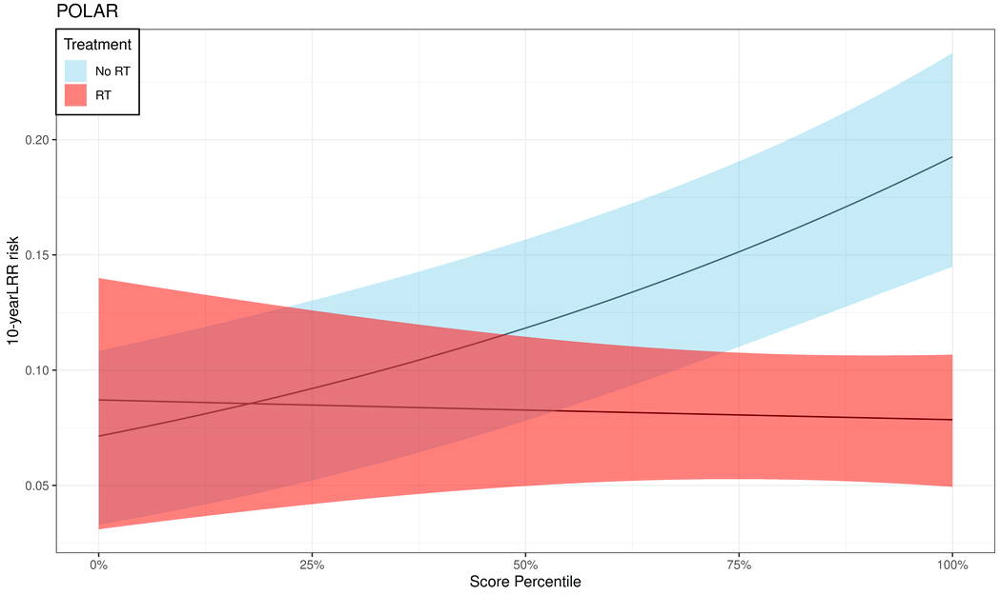 POLAR
Treatment
No RT
RT
10-yearLRR risk
0.20
0.15
0.10
0.05
0%
25%
50%
75%
100%
Score Percentile